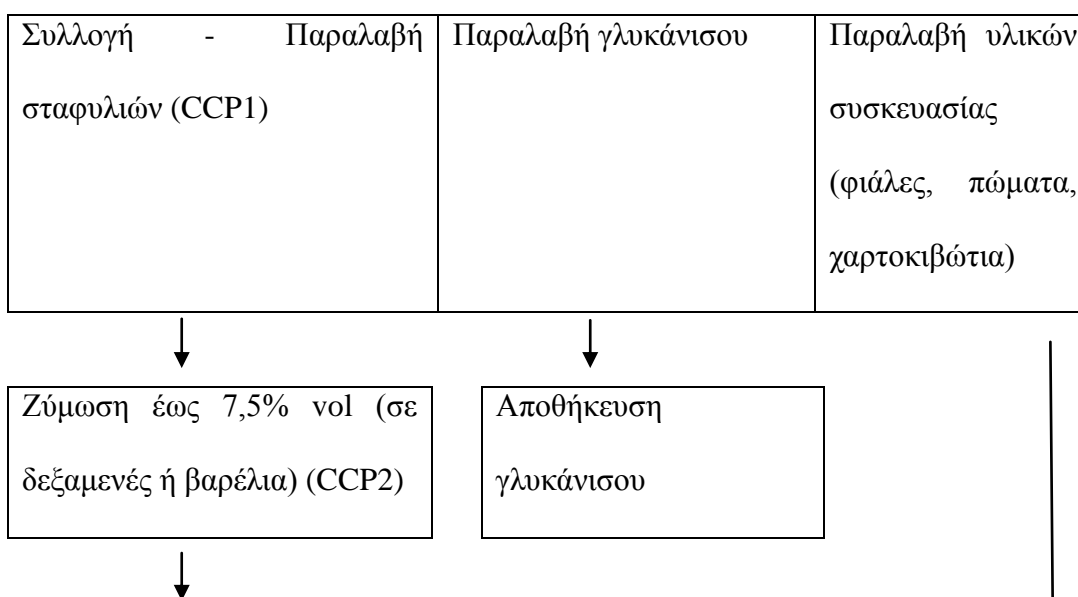 Συλλογή - Παραλαβή
σταφυλιών (CCP1)
Παραλαβή γλυκάνισου
Παραλαβή υλικών
συσκευασίας
(φιάλες, πώματα,
χαρτοκιβώτια)
Ζύμωση έως 7,5% vol (σε
δεξαμενές ή βαρέλια) (CCP2)
Αποθήκευση
γλυκάνισου